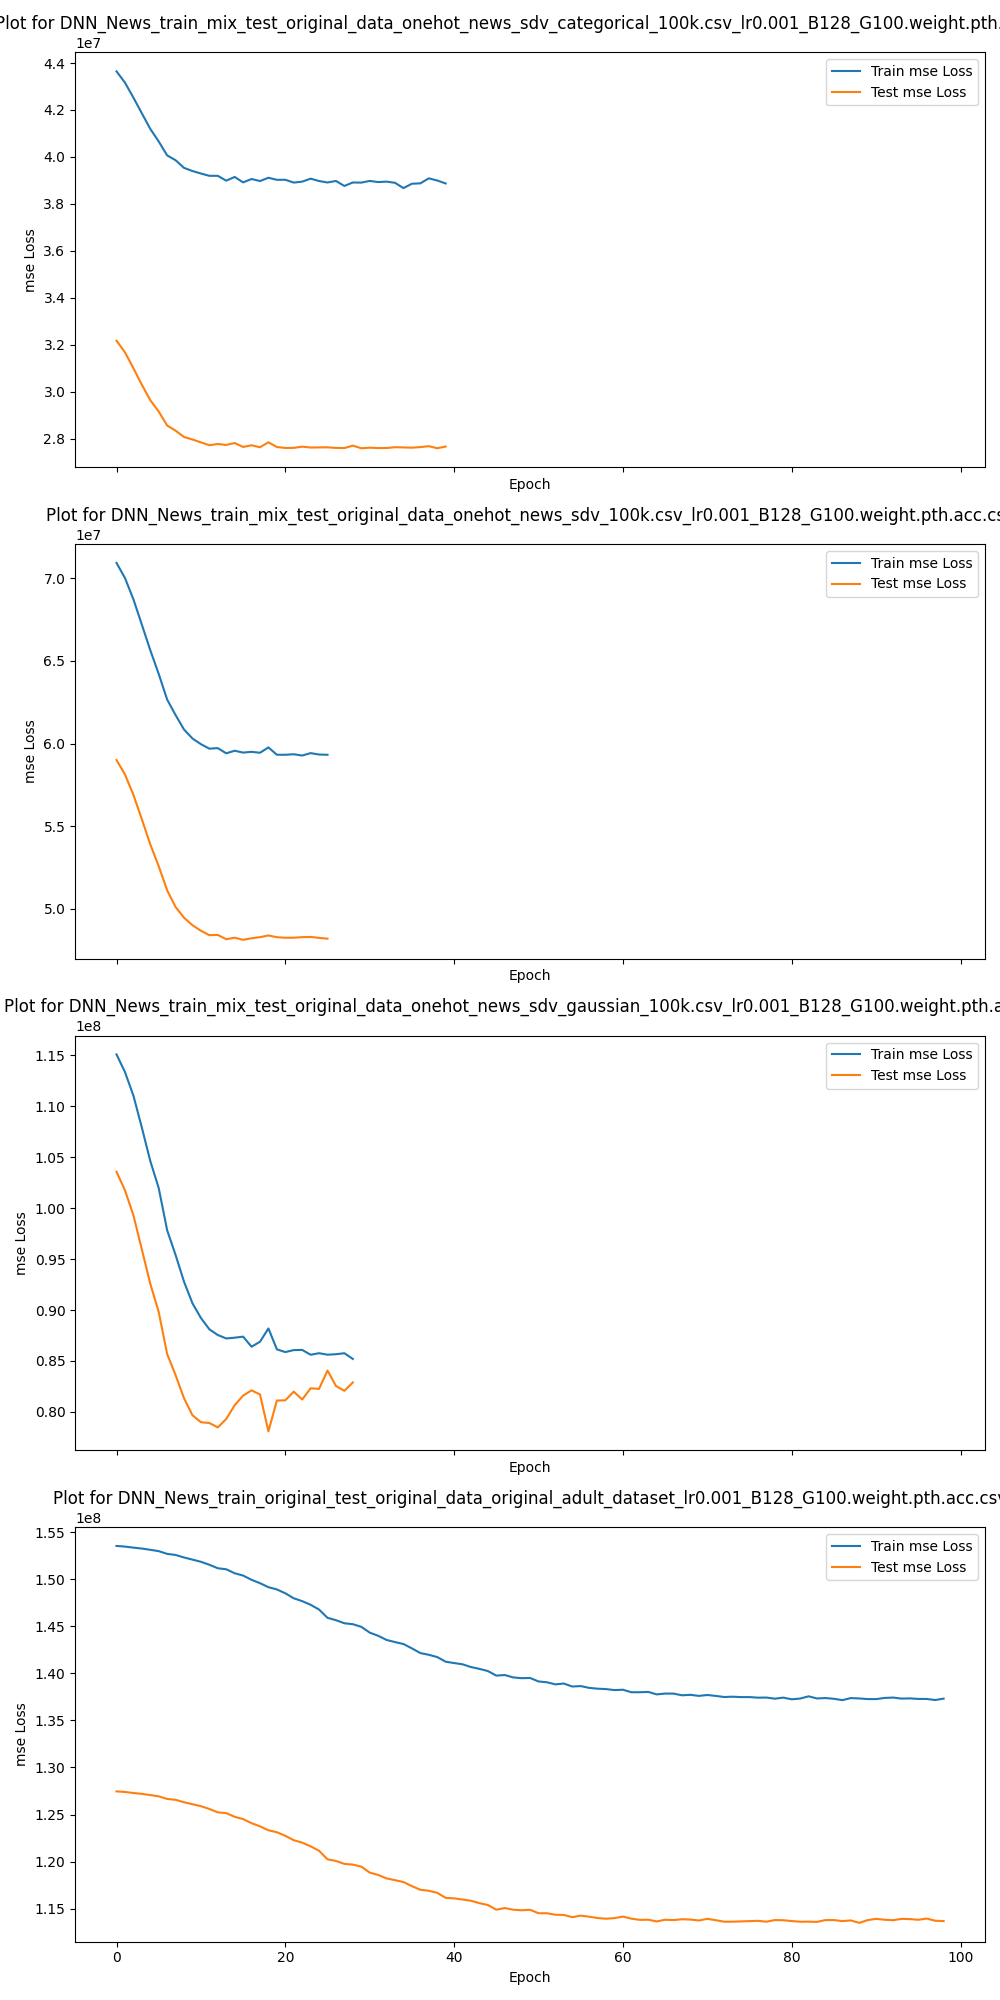 Plot for DNN_News_train_mix_test_original_data_onehot_news_sdv_categorical_100k.csv_lr0.001_B128_G100.weight.pth.
1e7
4.4
4.2
4.0
3.8
3.6
3.4
3.2
3.0
2.8
mse Loss
Train mse Loss
Test mse Loss
Epoch
Plot for DNN_News_train_mix_test_original_data_onehot_news_sdv_100k.csv_lr0.001_B128_G100.weight.pth.acc.cs
1e7
7.0
6.5
6.0
5.5
5.0
mse Loss
Train mse Loss
Test mse Loss
Epoch
Plot for DNN_News_train_mix_test_original_data_onehot_news_sdv_gaussian_100k.csv_lr0.001_B128_G100.weight.pth.a
1e8
1.15
1.10
1.05
1.00
0.95
0.90
0.85
0.80
mse Loss
Train mse Loss
Test mse Loss
Epoch
Plot for DNN_News_train_original_test_original_data_original_adult_dataset_lr0.001_B128_G100.weight.pth.acc.csv
1e8
1.55
1.50
1.45
1.40
1.35
1.30
1.25
1.20
1.15
mse Loss
Train mse Loss
Test mse Loss
0 20 40 60 80 100
Epoch